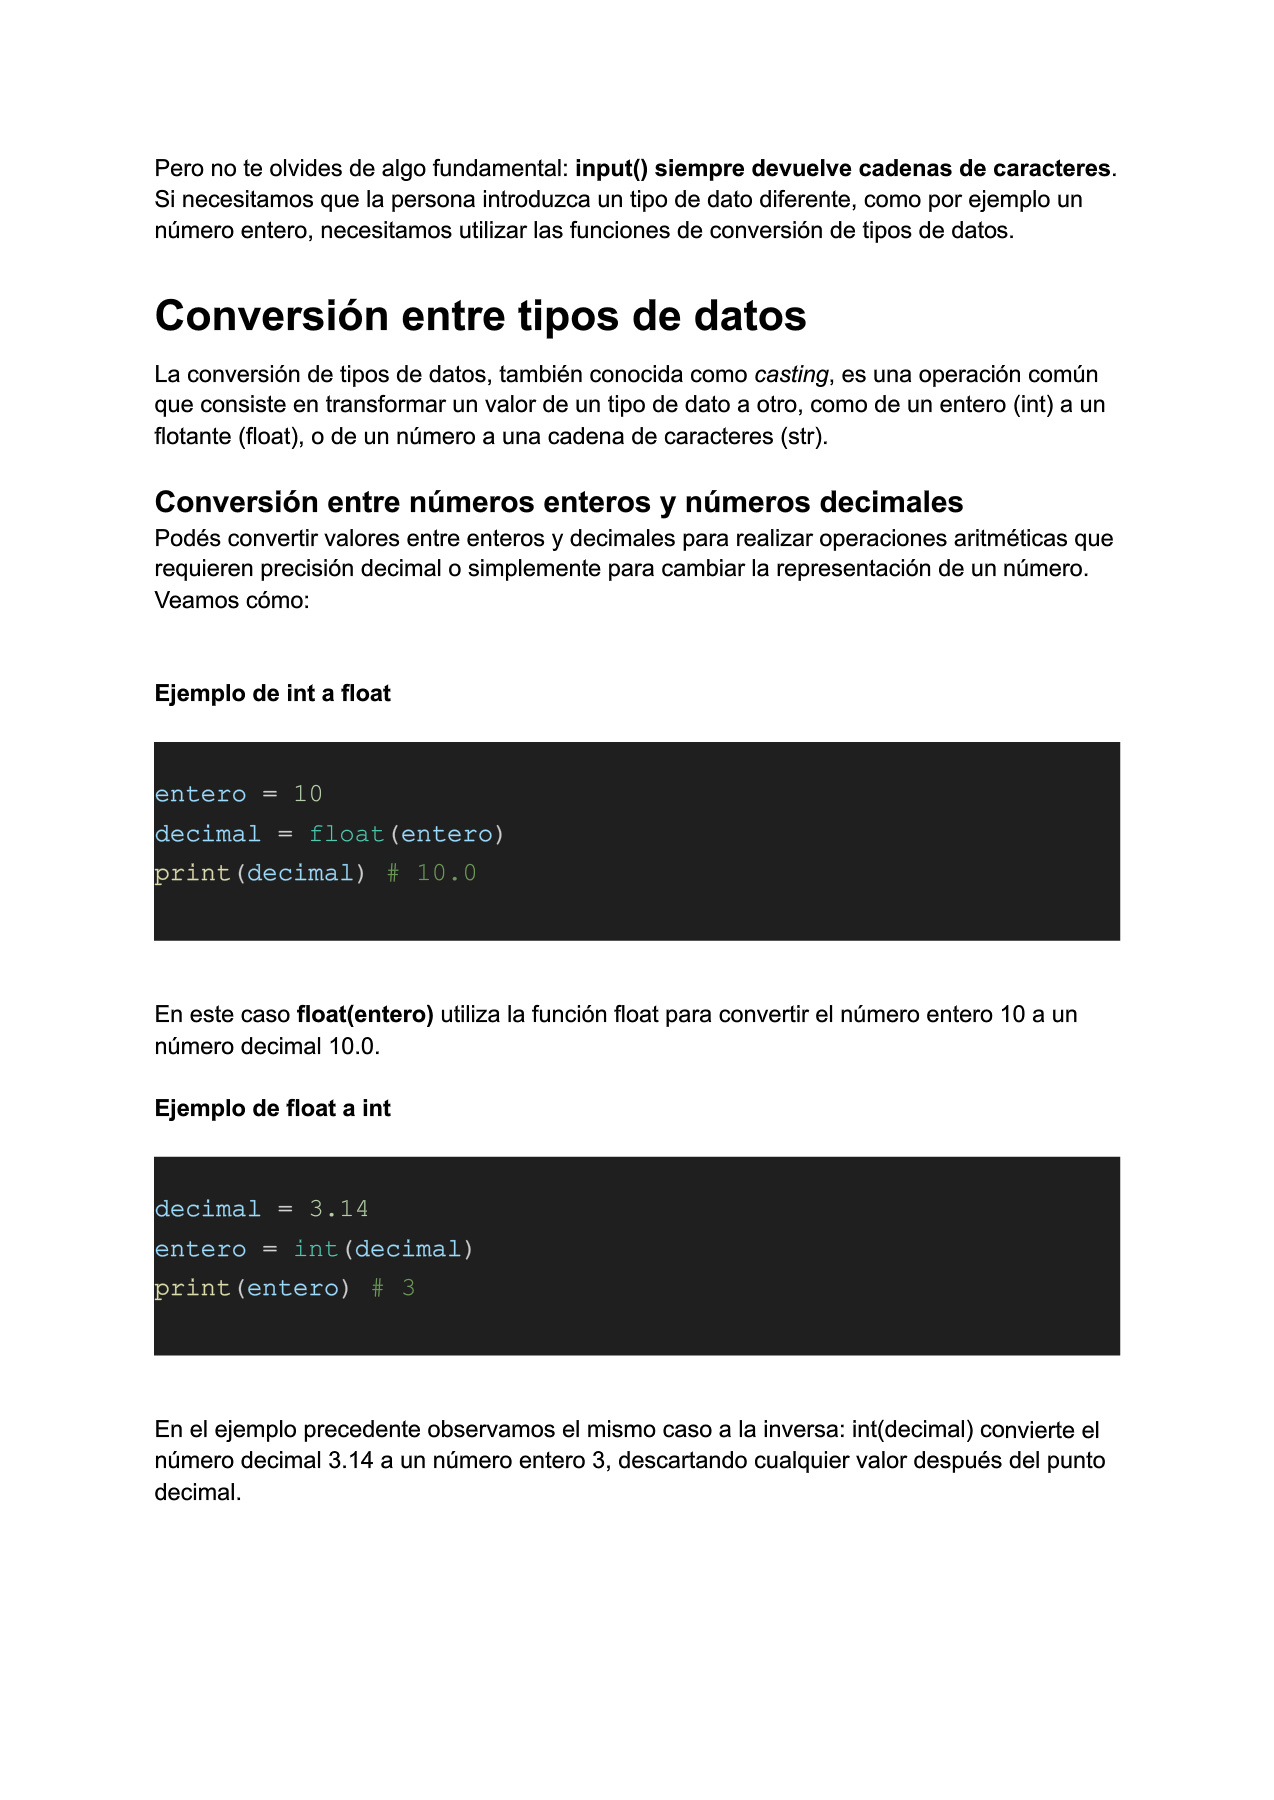 Pero no te olvides de algo fundamental: input() siempre devuelve cadenas de caracteres.
Si necesitamos que la persona introduzca un tipo de dato diferente, como por ejemplo un
número entero, necesitamos utilizar las funciones de conversión de tipos de datos.
Conversión entre tipos de datos
La conversión de tipos de datos, también conocida como casting, es una operación común
que consiste en transformar un valor de un tipo de dato a otro, como de un entero (int) a un
flotante (float), o de un número a una cadena de caracteres (str).
Conversión entre números enteros y números decimales
Podés convertir valores entre enteros y decimales para realizar operaciones aritméticas que
requieren precisión decimal o simplemente para cambiar la representación de un número.
Veamos cómo:
Ejemplo de int a float
entero = 10
decimal = float(entero)
print(decimal) # 10.0
En este caso float(entero) utiliza la función float para convertir el número entero 10 a un
número decimal 10.0.
Ejemplo de float a int
decimal = 3.14
entero = int(decimal)
print(entero) # 3
En el ejemplo precedente observamos el mismo caso a la inversa: int(decimal) convierte el
número decimal 3.14 a un número entero 3, descartando cualquier valor después del punto
decimal.